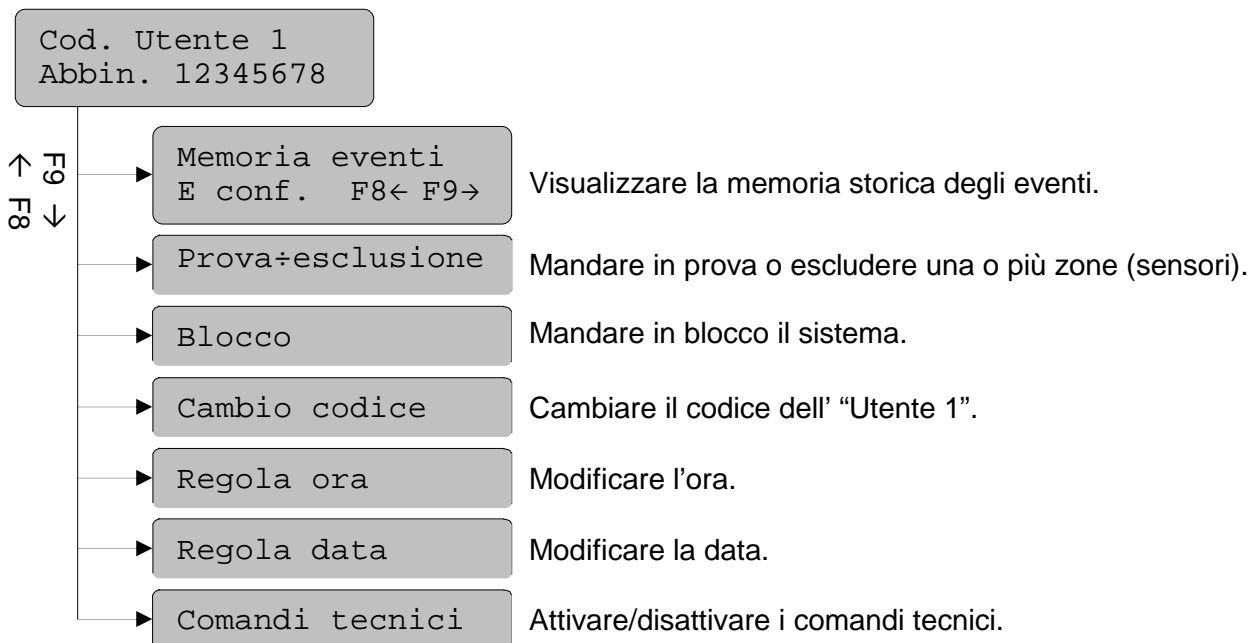 Cod. Utente 1
Abbin. 12345678
F9 →
← F8
Memoria eventi
E conf. F8← F9→
Visualizzare la memoria storica degli eventi.
Prova÷esclusione
Mandare in prova o escludere una o più zone (sensori).
Blocco
Mandare in blocco il sistema.
Cambio codice
Cambiare il codice dell' “Utente 1”.
Regola ora
Modificare l'ora.
Regola data
Modificare la data.
Comandi tecnici
Attivare/disattivare i comandi tecnici.